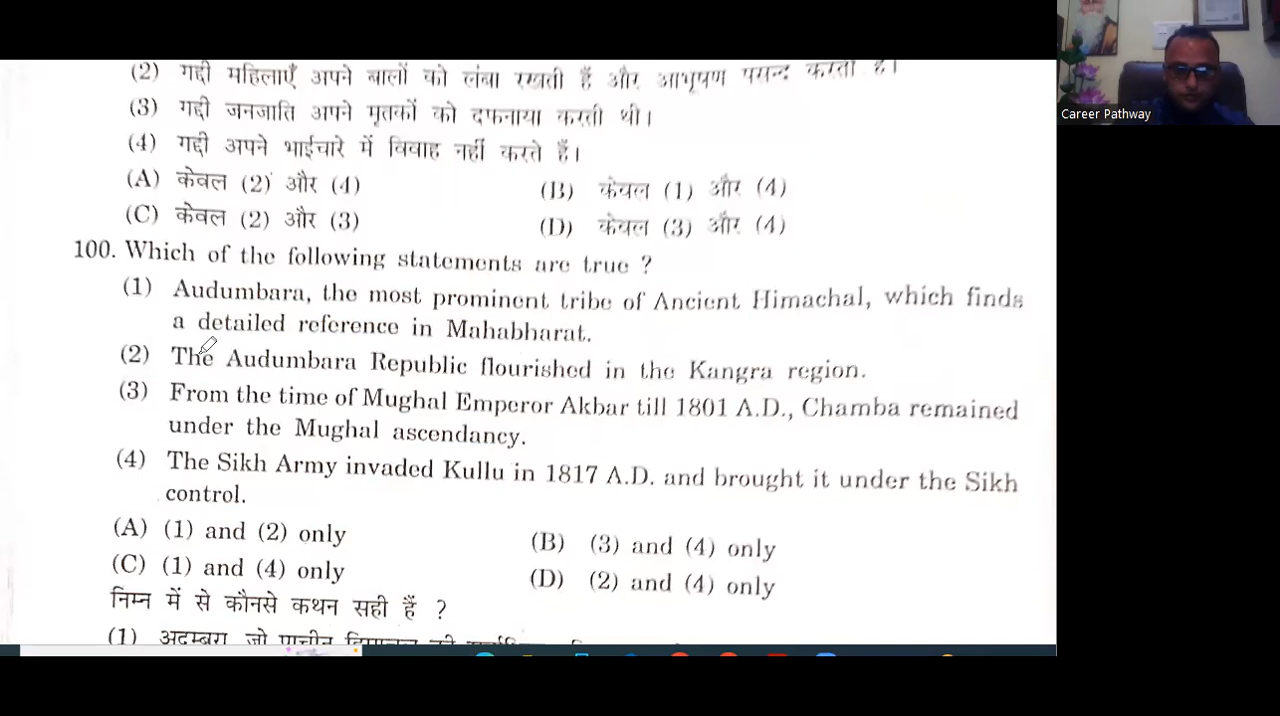 (2) गद्दी महिलाएँ अपने बालों को लंबा रखती हैं और आभूषण पसन्द करती हैं।
(3) गद्दी जनजाति अपने मृतकों को दफनाया करती थी।
(4) गद्दी अपने भाईचारे में विवाह नहीं करते हैं।
(A) केवल (2) और (4) (B) केवल (1) और (4)
(C) केवल (2) और (3) (D) केवल (3) और (4)
100. Which of the following statements are true ?
(1) Audumbara, the most prominent tribe of Ancient Himachal, which finds
a detailed reference in Mahabharat.
(2) The Audumbara Republic flourished in the Kangra region.
(3) From the time of Mughal Emperor Akbar till 1801 A.D., Chamba remained
under the Mughal ascendancy.
(4) The Sikh Army invaded Kullu in 1817 A.D. and brought it under the Sikh
control.
(A) (1) and (2) only (B) (3) and (4) only
(C) (1) and (4) only (D) (2) and (4) only
निम्न में से कौनसे कथन सही हैं ?
(1) अदुम्बरा, जो प्राचीन हिमाचल की
Career Pathway